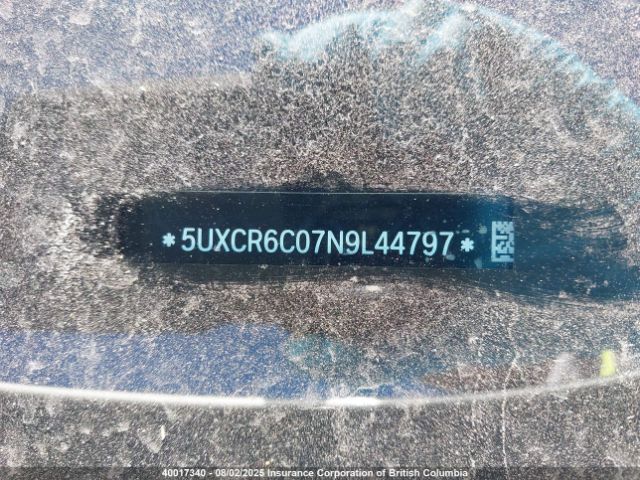 *5UXCR6C07N9L44797*
40017340 - 08/02/2025 Insurance Corporation of British Columbia